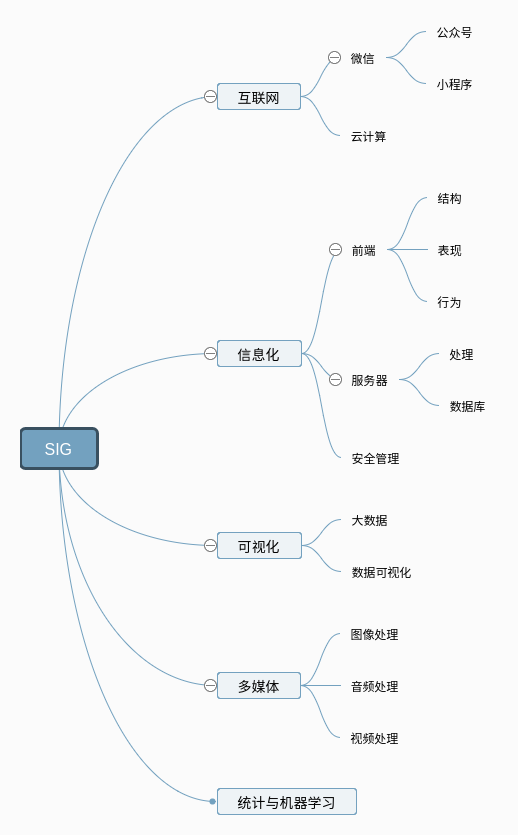 SIG
互联网
微信
公众号
小程序
云计算
信息化
前端
结构
表现
行为
服务器
处理
数据库
安全管理
可视化
大数据
数据可视化
多媒体
图像处理
音频处理
视频处理
统计与机器学习